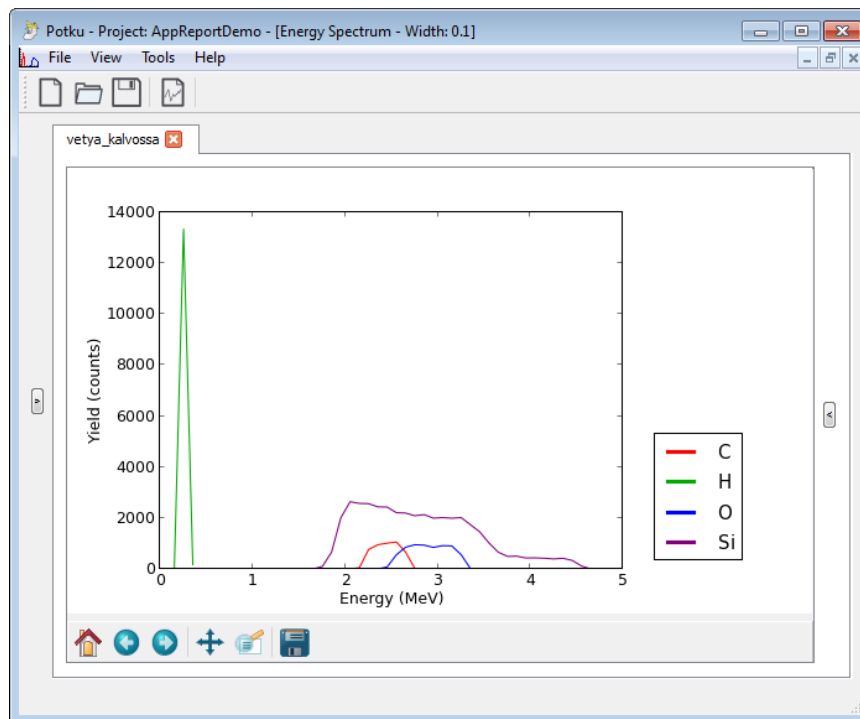 Potku - Project: AppReportDemo - [Energy Spectrum - Width: 0.1]
File View Tools Help
vetya_kalvossa
14000
12000
10000
8000
6000
4000
2000
0
Yield (counts)
0 1 2 3 4 5
Energy (MeV)
C
H
O
Si